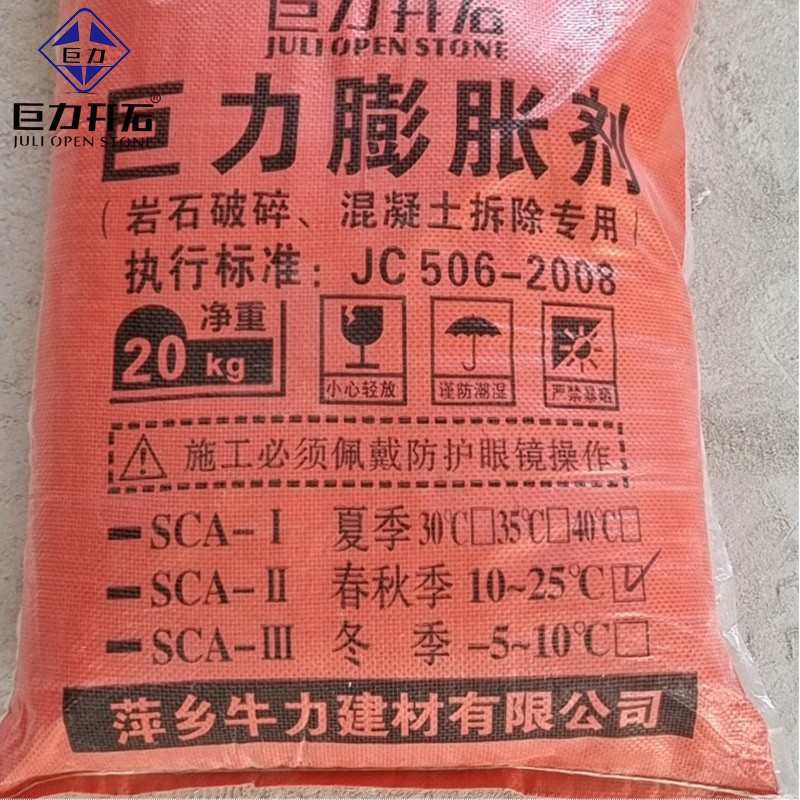 巨力开石
JULI OPEN STONE
巨力
巨力开石®
JULI OPEN STONE
巨力膨胀剂
(岩石破碎、混凝土拆除专用)
执行标准：JC 506-2008
净重
20 kg
小心轻放
谨防潮湿
严禁暴晒
施工必须佩戴防护眼镜操作
SCA-Ⅰ 夏季 30℃□35℃□40℃□
SCA-Ⅱ 春秋季 10~25℃☑
SCA-Ⅲ 冬季 -5~10℃□
萍乡牛力建材有限公司